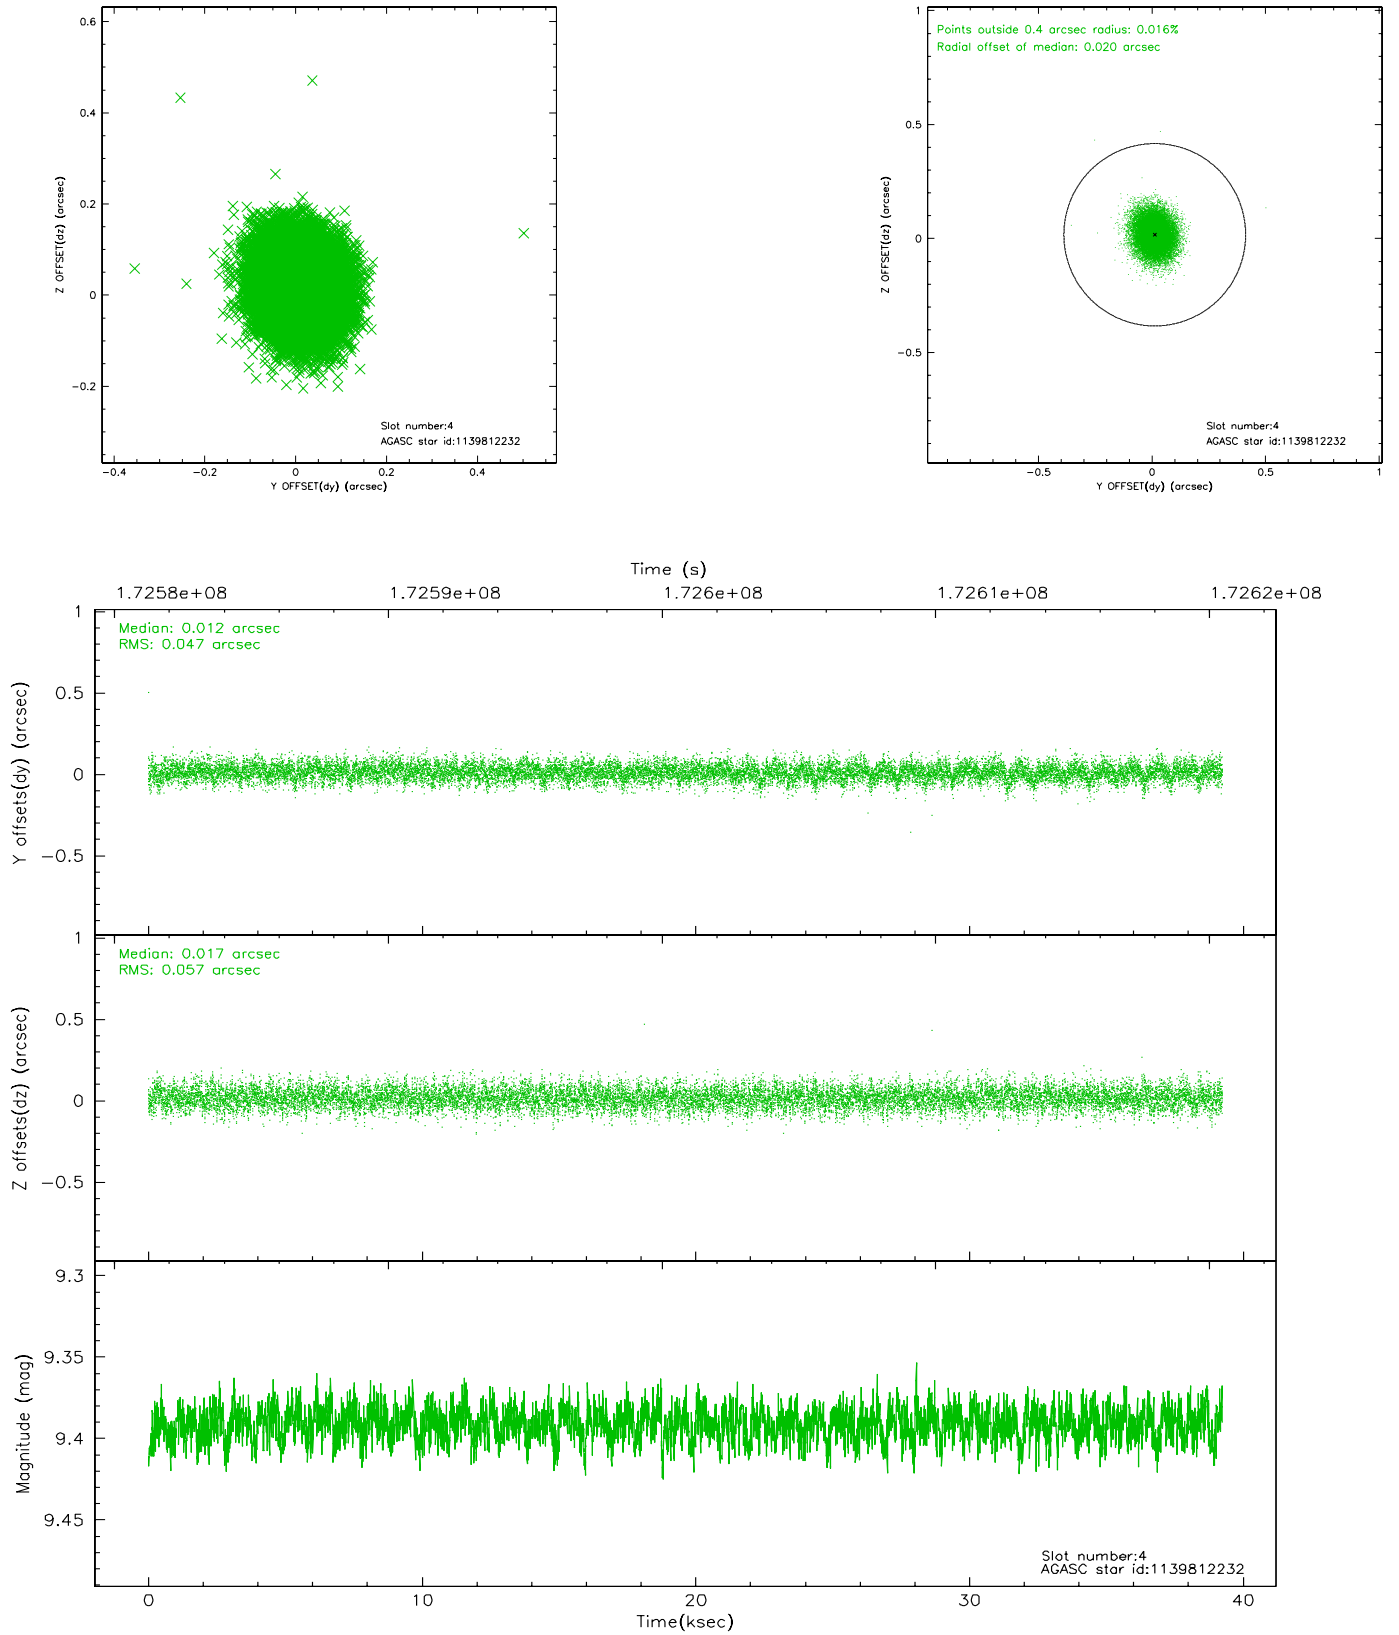 0.6
0.4
0.2
0
−0.2
Z OFFSET(dz) (arcsec)
Slot number:4
AGASC star id:1139812232
−0.4 −0.2 0 0.2 0.4
Y OFFSET(dy) (arcsec)
Points outside 0.4 arcsec radius: 0.016%
Radial offset of median: 0.020 arcsec
1
0.5
0
−0.5
Z OFFSET(dz) (arcsec)
Slot number:4
AGASC star id:1139812232
−0.5 0 0.5 1
Y OFFSET(dy) (arcsec)
Time (s)
1.7258e+08 1.7259e+08 1.726e+08 1.7261e+08 1.7262e+08
Median: 0.012 arcsec
RMS: 0.047 arcsec
1
0.5
0
−0.5
Y offsets(dy) (arcsec)
Median: 0.017 arcsec
RMS: 0.057 arcsec
1
0.5
0
−0.5
Z offsets(dz) (arcsec)
9.3
9.35
9.4
9.45
Magnitude (mag)
Slot number:4
AGASC star id:1139812232
0 10 20 30 40
Time(ksec)